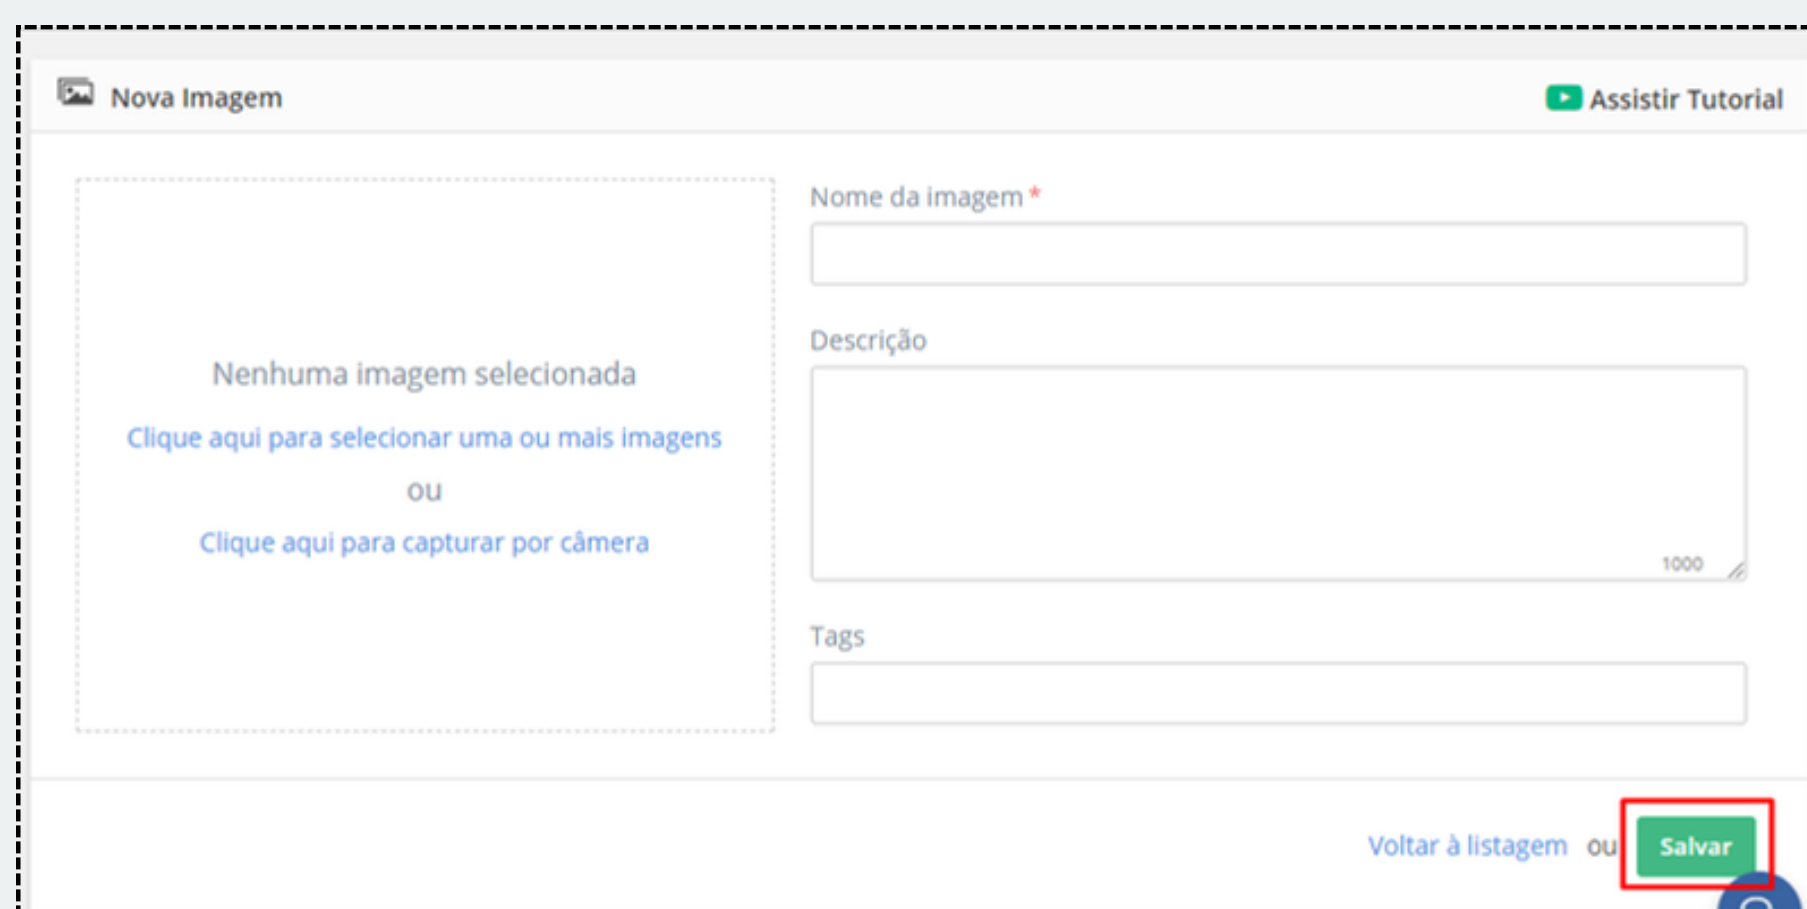 Nova Imagem
Assistir Tutorial
Nenhuma imagem selecionada
Clique aqui para selecionar uma ou mais imagens
ou
Clique aqui para capturar por câmera
Nome da imagem *
Descrição
1000
Tags
Voltar à listagem ou Salvar